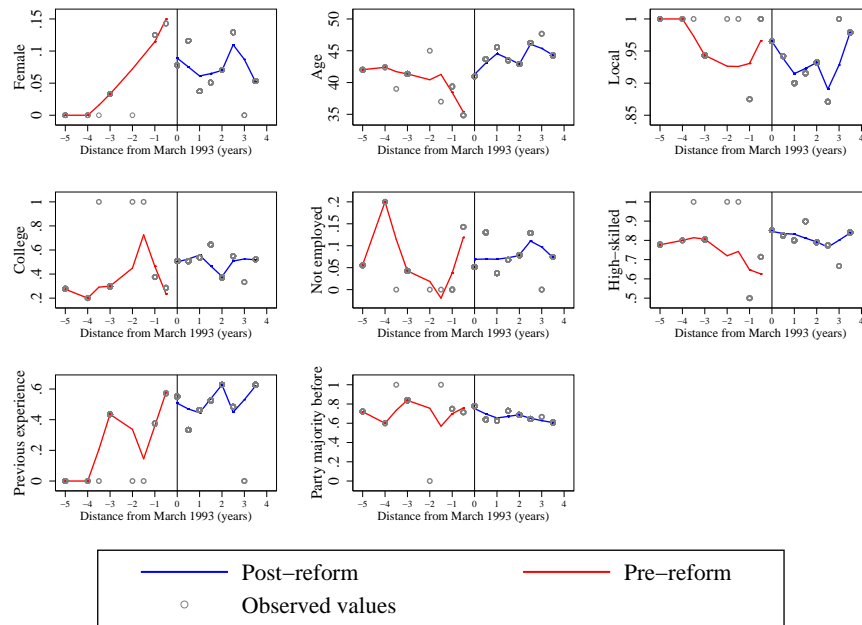 Female
0 .05 .1 .15
−5 −4 −3 −2 −1 0 1 2 3 4
Distance from March 1993 (years)
Age
35 40 45 50
−5 −4 −3 −2 −1 0 1 2 3 4
Distance from March 1993 (years)
Local
.85 .9 .95 1
−5 −4 −3 −2 −1 0 1 2 3 4
Distance from March 1993 (years)
College
.2 .4 .6 .8 1
−5 −4 −3 −2 −1 0 1 2 3 4
Distance from March 1993 (years)
Not employed
0 .05 .1 .15 .2
−5 −4 −3 −2 −1 0 1 2 3 4
Distance from March 1993 (years)
High−skilled
.5 .6 .7 .8 .9 1
−5 −4 −3 −2 −1 0 1 2 3 4
Distance from March 1993 (years)
Previous experience
0 .2 .4 .6
−5 −4 −3 −2 −1 0 1 2 3 4
Distance from March 1993 (years)
Party majority before
0 .2 .4 .6 .8 1
−5 −4 −3 −2 −1 0 1 2 3 4
Distance from March 1993 (years)
Post−reform
Pre−reform
Observed values